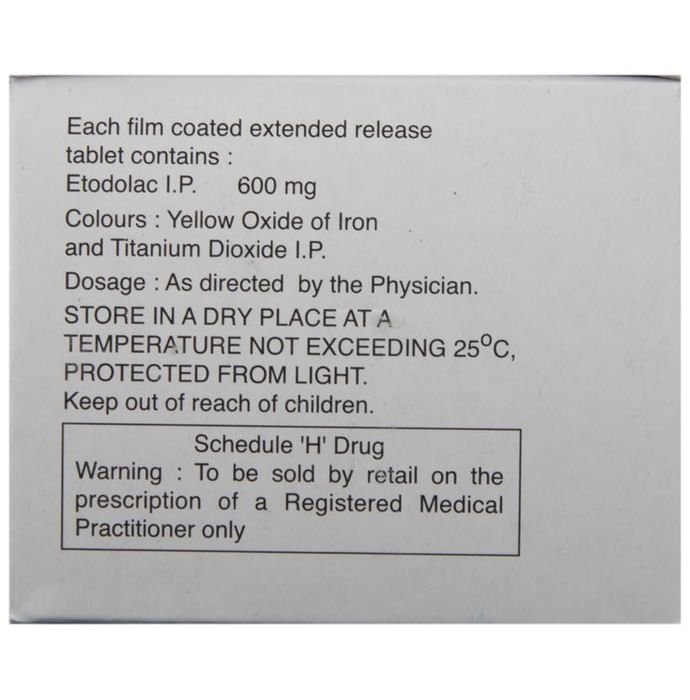 Each film coated extended release
tablet contains :
Etodolac I.P. 600 mg
Colours : Yellow Oxide of Iron
and Titanium Dioxide I.P.
Dosage : As directed by the Physician.
STORE IN A DRY PLACE AT A
TEMPERATURE NOT EXCEEDING 25⁰C,
PROTECTED FROM LIGHT.
Keep out of reach of children.
Schedule 'H' Drug
Warning : To be sold by retail on the
prescription of a Registered Medical
Practitioner only